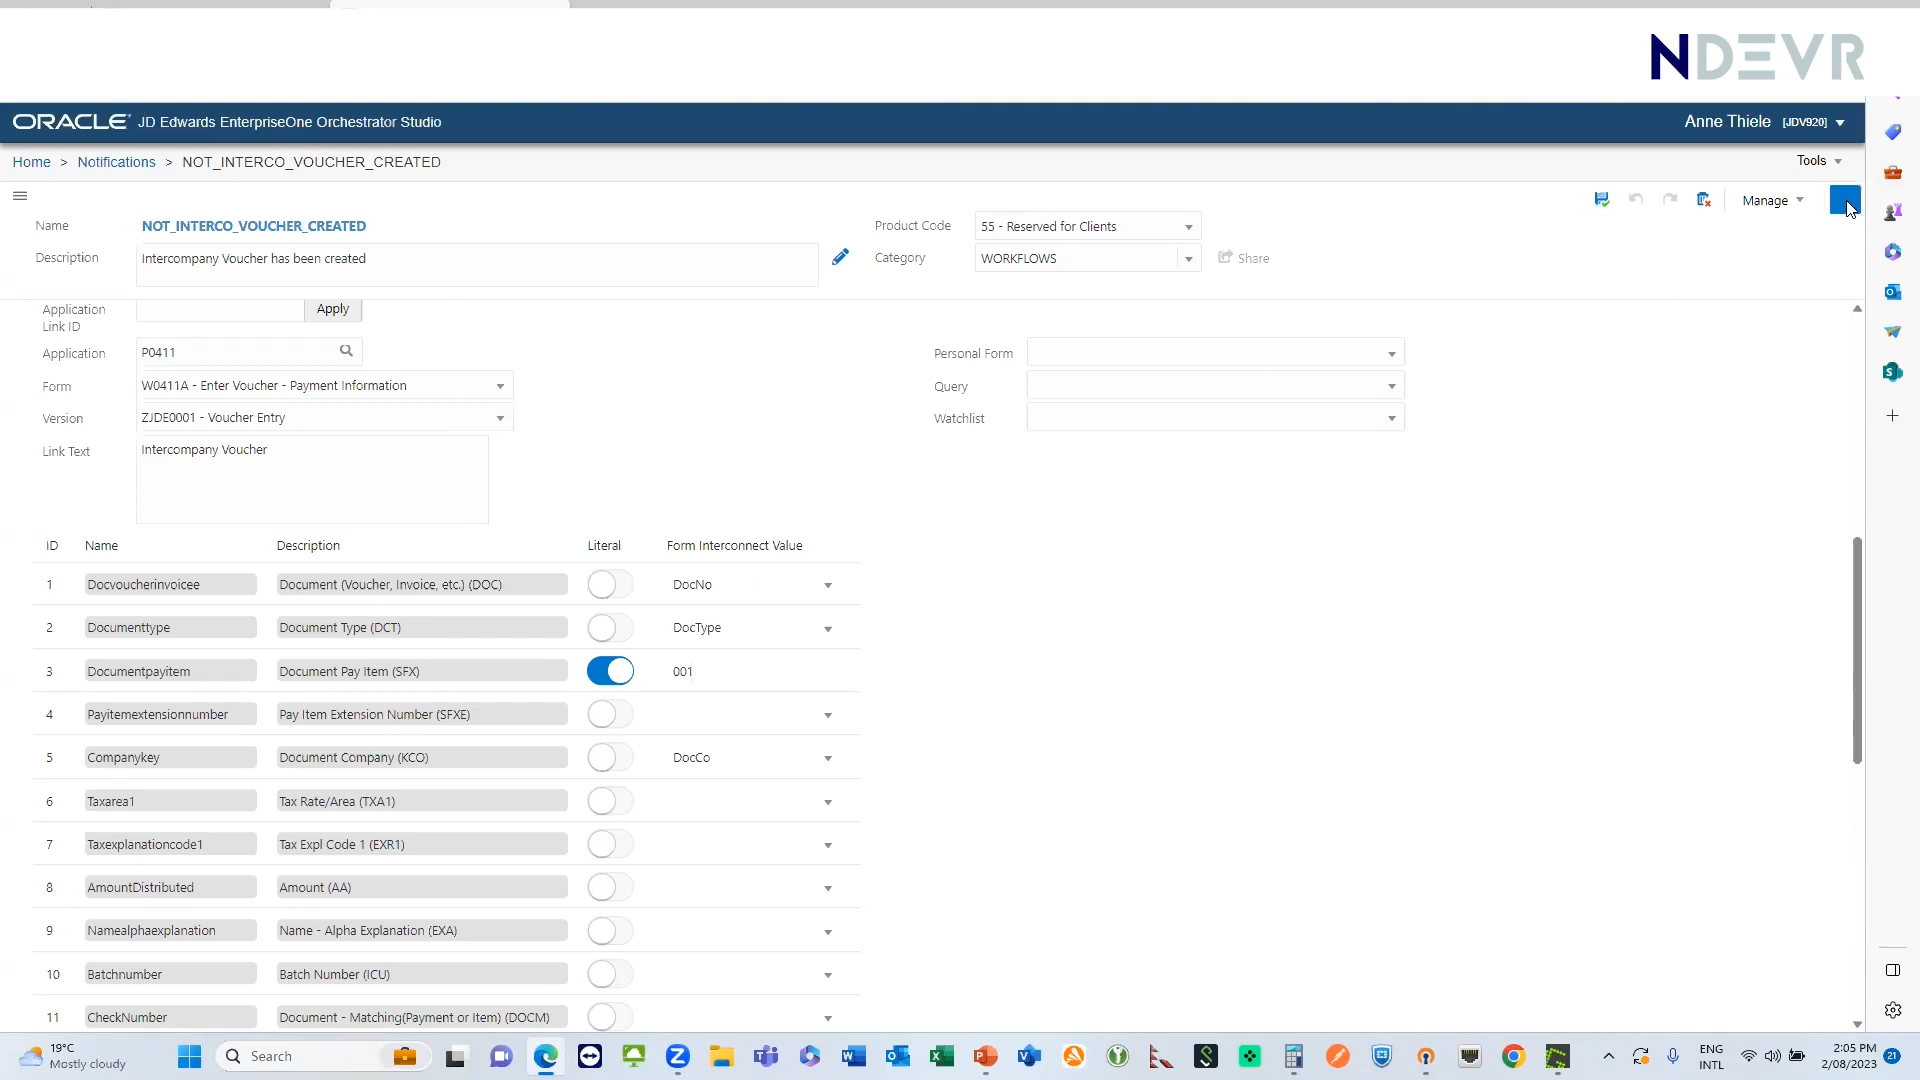 NDEVR
ORACLE JD Edwards EnterpriseOne Orchestrator Studio
Anne Thiele [JDV920]
Home > Notifications > NOT_INTERCO_VOUCHER_CREATED
Tools
Manage
Name NOT_INTERCO_VOUCHER_CREATED
Product Code 55 - Reserved for Clients
Description Intercompany Voucher has been created
Category WORKFLOWS Share
Application Link ID Apply
Application P0411
Personal Form
Form W0411A - Enter Voucher - Payment Information
Query
Version ZJDE0001 - Voucher Entry
Watchlist
Link Text Intercompany Voucher
ID Name Description Literal Form Interconnect Value
1 Docvoucherinvoicee Document (Voucher, Invoice, etc.) (DOC) DocNo
2 Documenttype Document Type (DCT) DocType
3 Documentpayitem Document Pay Item (SFX) 001
4 Payitemextensionnumber Pay Item Extension Number (SFXE)
5 Companykey Document Company (KCO) DocCo
6 Taxarea1 Tax Rate/Area (TXA1)
7 Taxexplanationcode1 Tax Expl Code 1 (EXR1)
8 AmountDistributed Amount (AA)
9 Namealphaexplanation Name - Alpha Explanation (EXA)
10 Batchnumber Batch Number (ICU)
11 CheckNumber Document - Matching(Payment or Item) (DOCM)
19°C
Mostly cloudy
Search
ENG
INTL
2:05 PM
2/08/2023
21